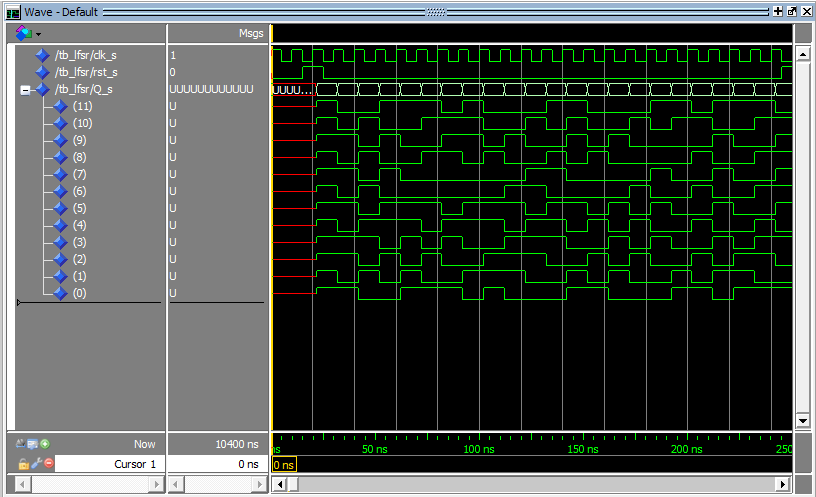 Wave - Default
Msgs
/tb_lfsr/clk_s 1
/tb_lfsr/rst_s 0
/tb_lfsr/Q_s UUUUUUUUUUUU UUUU...
(11) U
(10) U
(9) U
(8) U
(7) U
(6) U
(5) U
(4) U
(3) U
(2) U
(1) U
(0) U
Now 10400 ns ns 50 ns 100 ns 150 ns 200 ns 250
Cursor 1 0 ns 0 ns